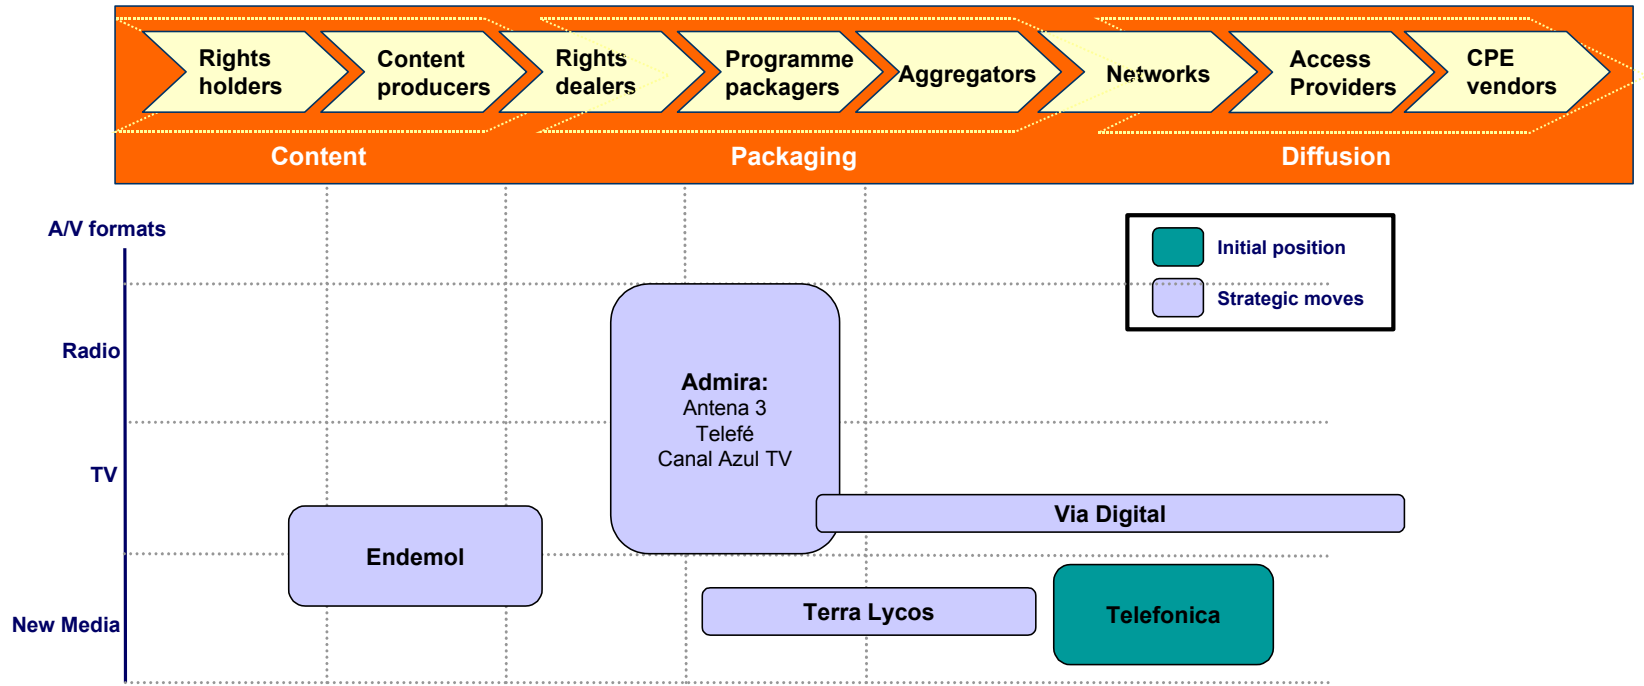 Rights
holders
Content
producers
Rights
dealers
Programme
packagers
Aggregators
Networks
Access
Providers
CPE
vendors
Content
Packaging
Diffusion
A/V formats
Initial position
Strategic moves
Radio
Admira:
Antena 3
Telefé
Canal Azul TV
TV
Via Digital
Endemol
Terra Lycos
Telefonica
New Media